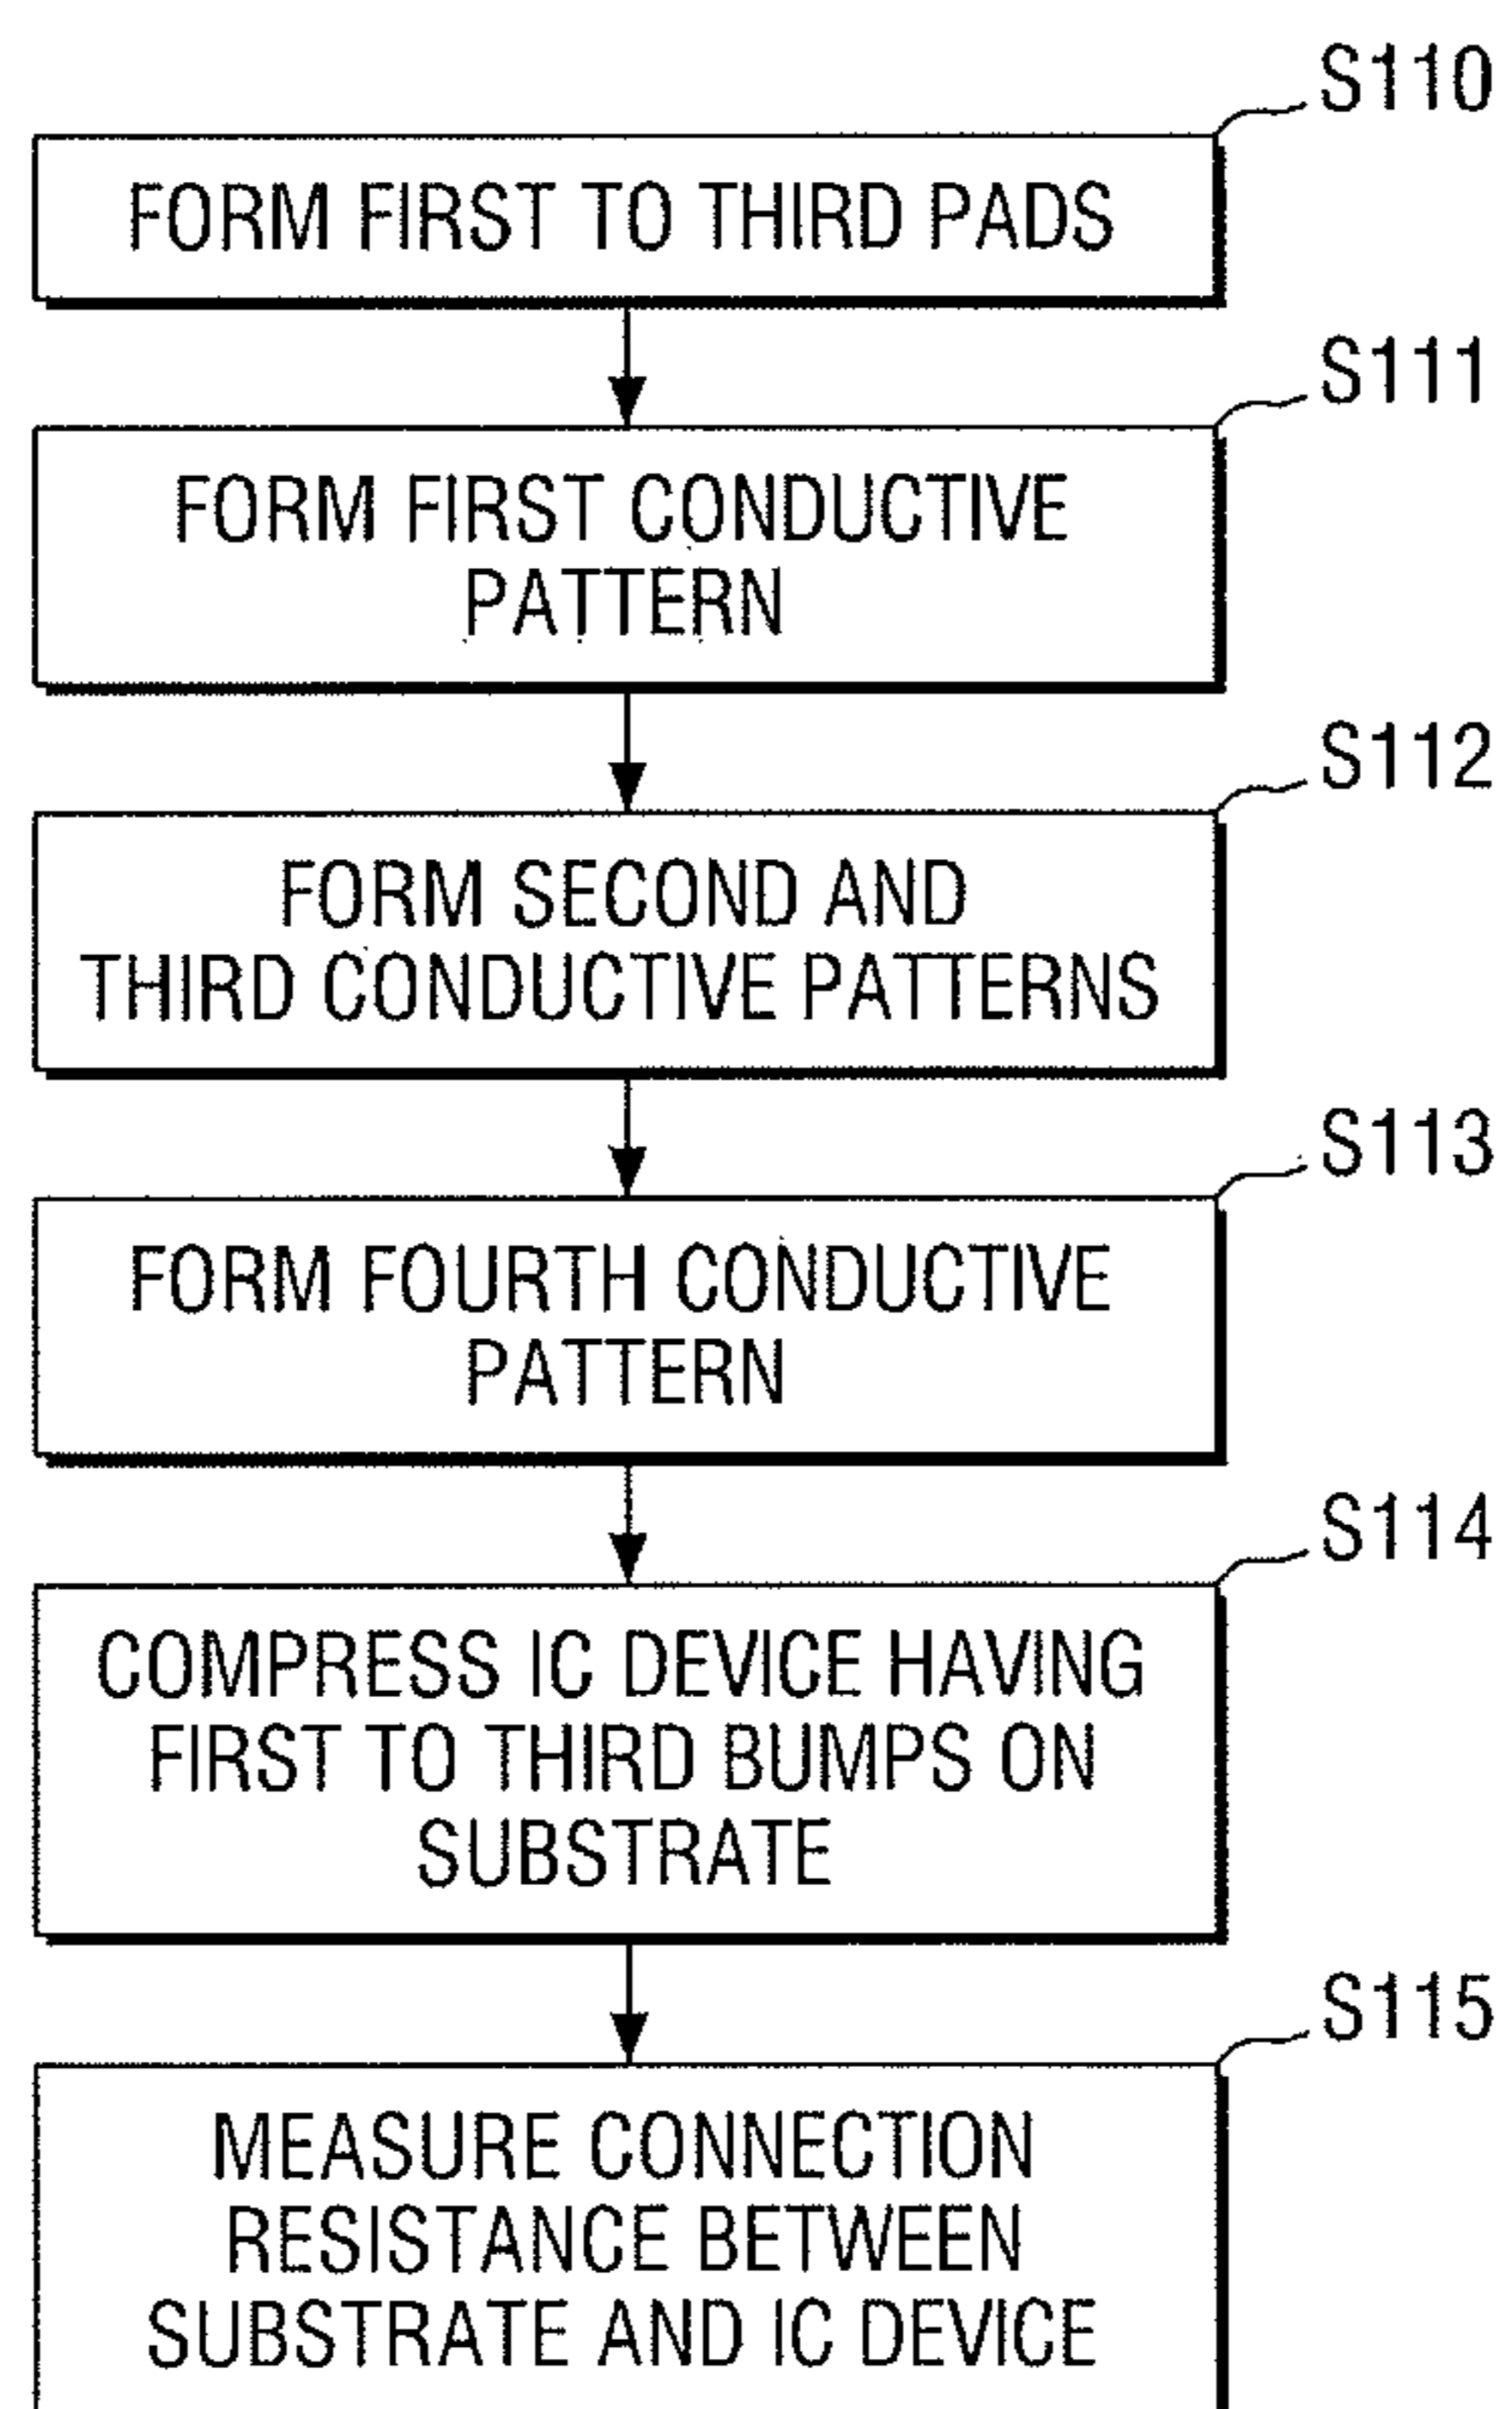 S110
FORM FIRST TO THIRD PADS
S111
FORM FIRST CONDUCTIVE
PATTERN
S112
FORM SECOND AND
THIRD CONDUCTIVE PATTERNS
S113
FORM FOURTH CONDUCTIVE
PATTERN
S114
COMPRESS IC DEVICE HAVING
FIRST TO THIRD BUMPS ON
SUBSTRATE
S115
MEASURE CONNECTION
RESISTANCE BETWEEN
SUBSTRATE AND IC DEVICE